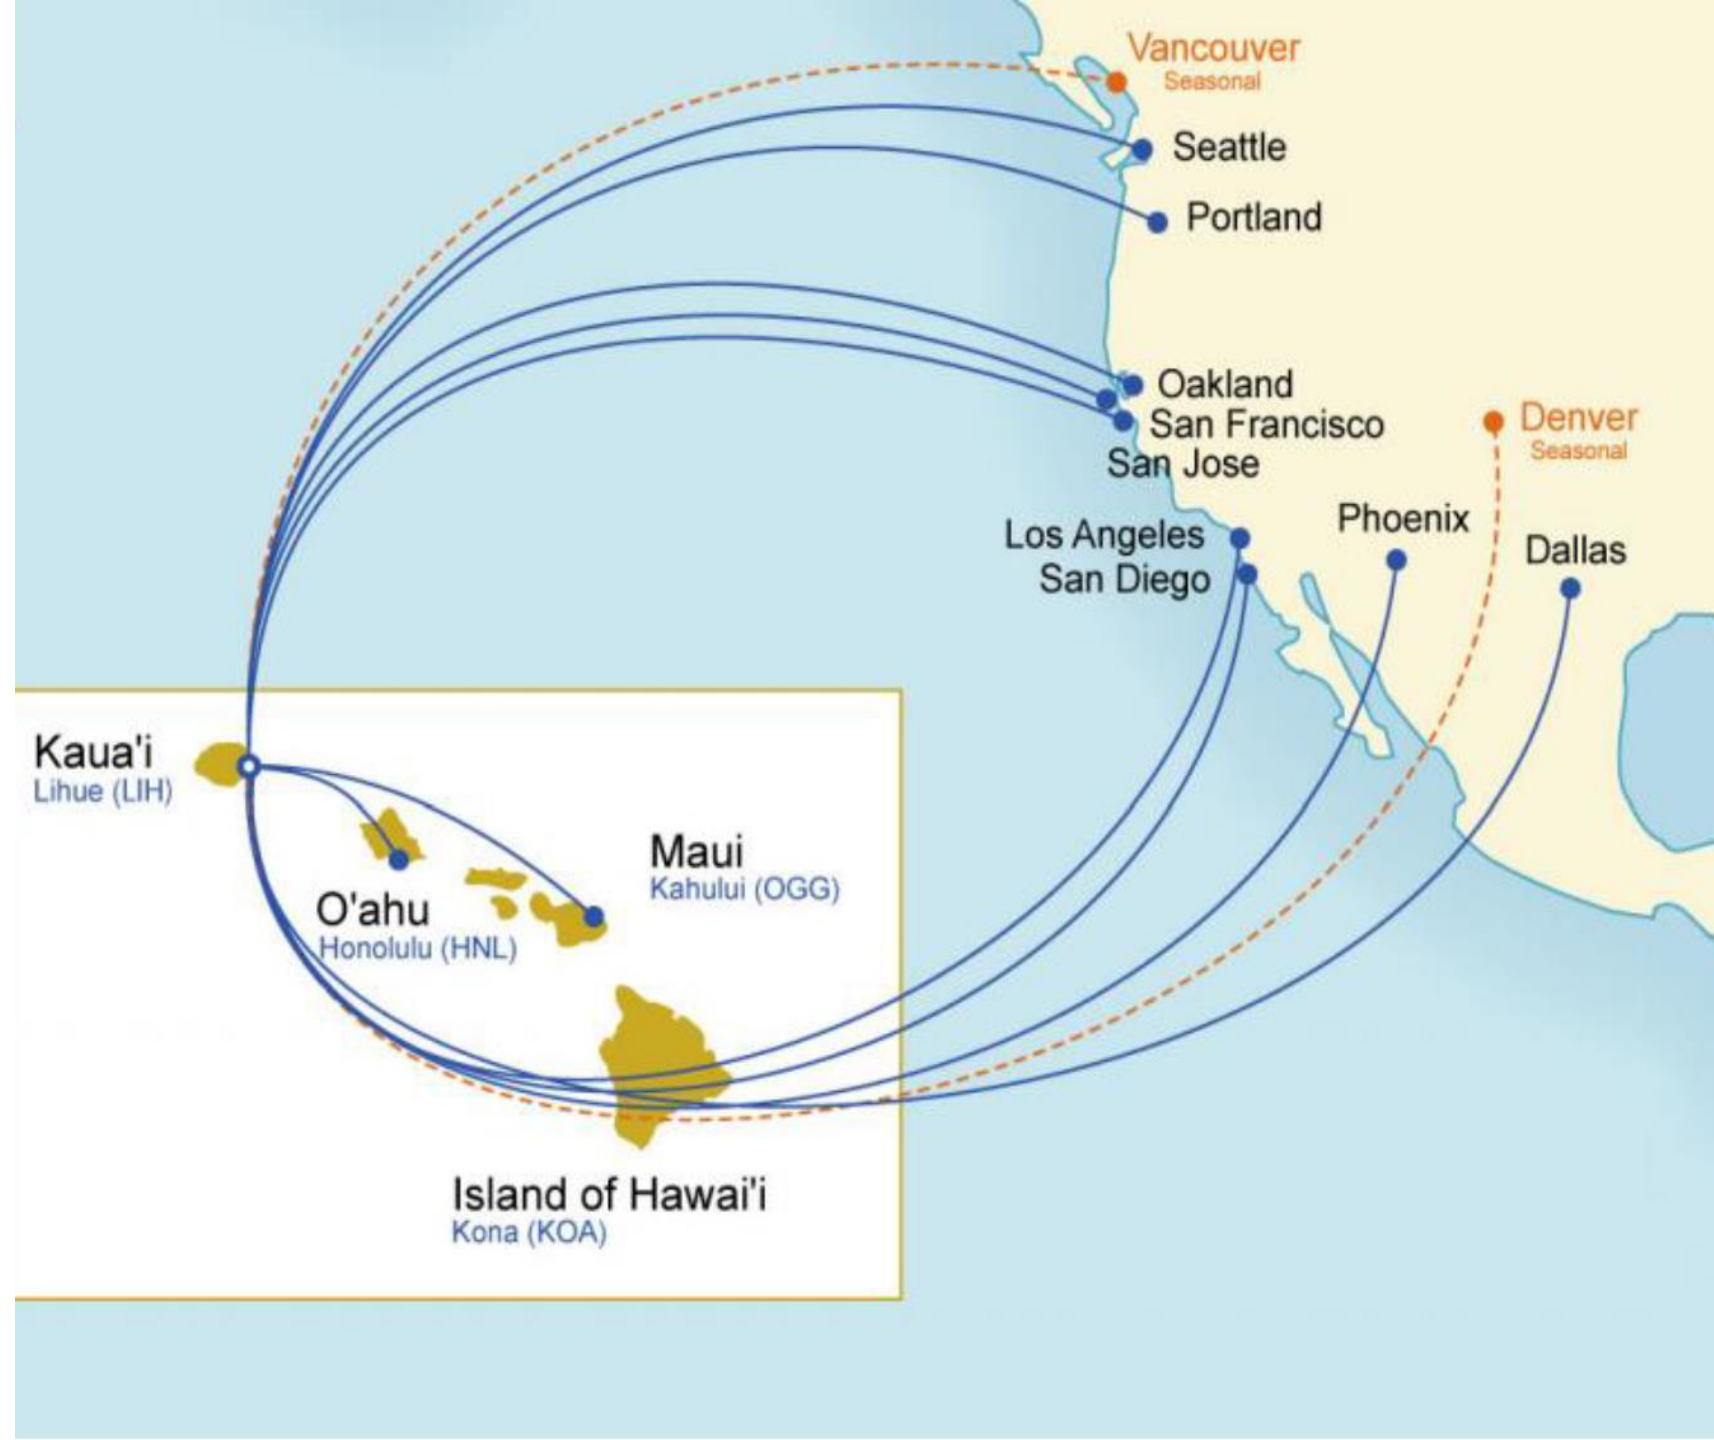 Vancouver
Seasonal
Seattle
Portland
Oakland
San Francisco
San Jose
Denver
Seasonal
Los Angeles
San Diego
Phoenix
Dallas
Kaua'i
Lihue (LIH)
Maui
Kahului (OGG)
O'ahu
Honolulu (HNL)
Island of Hawai'i
Kona (KOA)